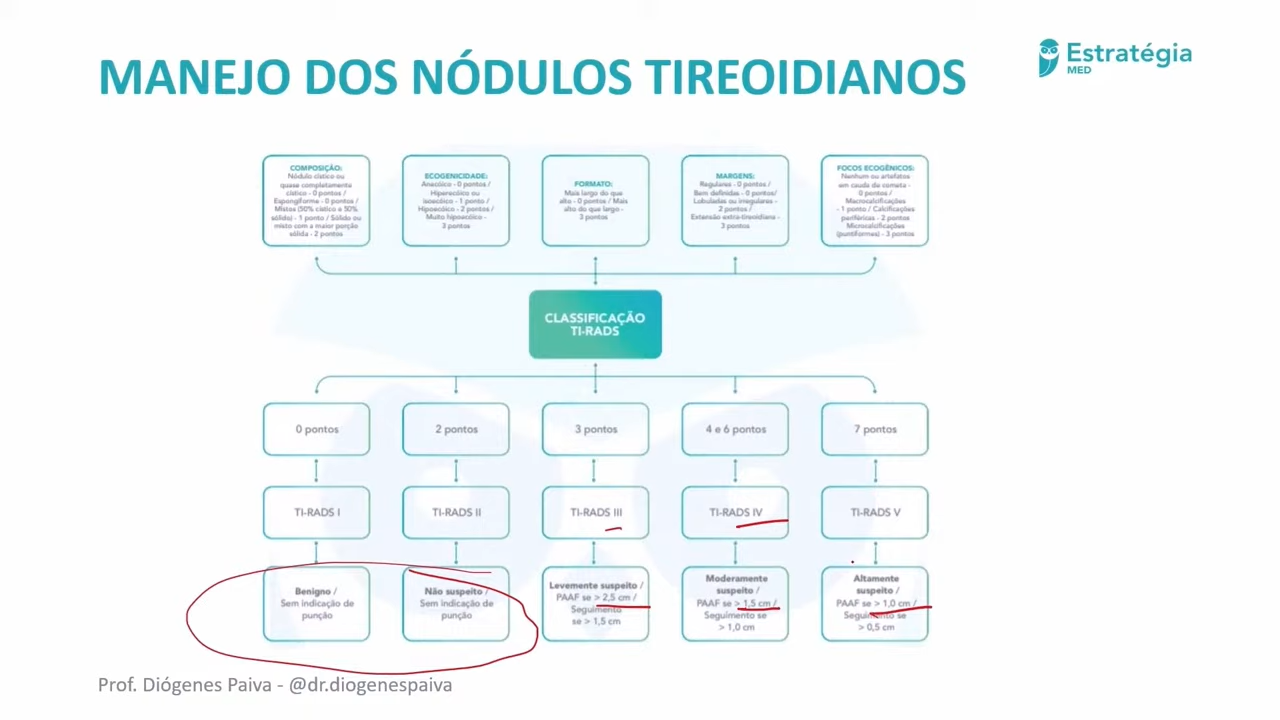 MANEJO DOS NÓDULOS TIREOIDIANOS
Estratégia
MED
COMPOSIÇÃO:
Nódulo cístico ou
quase completamente
cístico - 0 pontos /
Espongiforme - 0 pontos /
Mistos (50% cístico e 50%
sólido) - 1 ponto / Sólido ou
misto com a maior porção
sólida - 2 pontos
ECOGENICIDADE:
Anecóico - 0 pontos /
Hiperecóico ou
isoecóico - 1 ponto /
Hipoecóico - 2 pontos /
Muito hipoecóico -
3 pontos
FORMATO:
Mais largo do que
alto - 0 pontos / Mais
alto do que largo -
3 pontos
MARGENS:
Regulares - 0 pontos /
Bem definidas - 0 pontos/
Lobuladas ou irregulares -
2 pontos /
Extensão extra-tireoidiana -
3 pontos
FOCOS ECOGÊNICOS:
Nenhum ou artefatos
em cauda de cometa -
0 pontos /
Macrocalcificações
- 1 ponto / Calcificações
periféricas - 2 pontos
Microcalcificações
(puntiformes) - 3 pontos
CLASSIFICAÇÃO
TI-RADS
0 pontos
2 pontos
3 pontos
4 e 6 pontos
7 pontos
TI-RADS I
TI-RADS II
TI-RADS III
TI-RADS IV
TI-RADS V
Benigno /
Sem indicação de
punção
Não suspeito /
Sem indicação de
punção
Levemente suspeito /
PAAF se > 2,5 cm /
Seguimento
se > 1,5 cm
Moderamente
suspeito /
PAAF se > 1,5 cm /
Seguimento se
> 1,0 cm
Altamente
suspeito /
PAAF se > 1,0 cm /
Seguimento se
> 0,5 cm
Prof. Diógenes Paiva - @dr.diogenespaiva